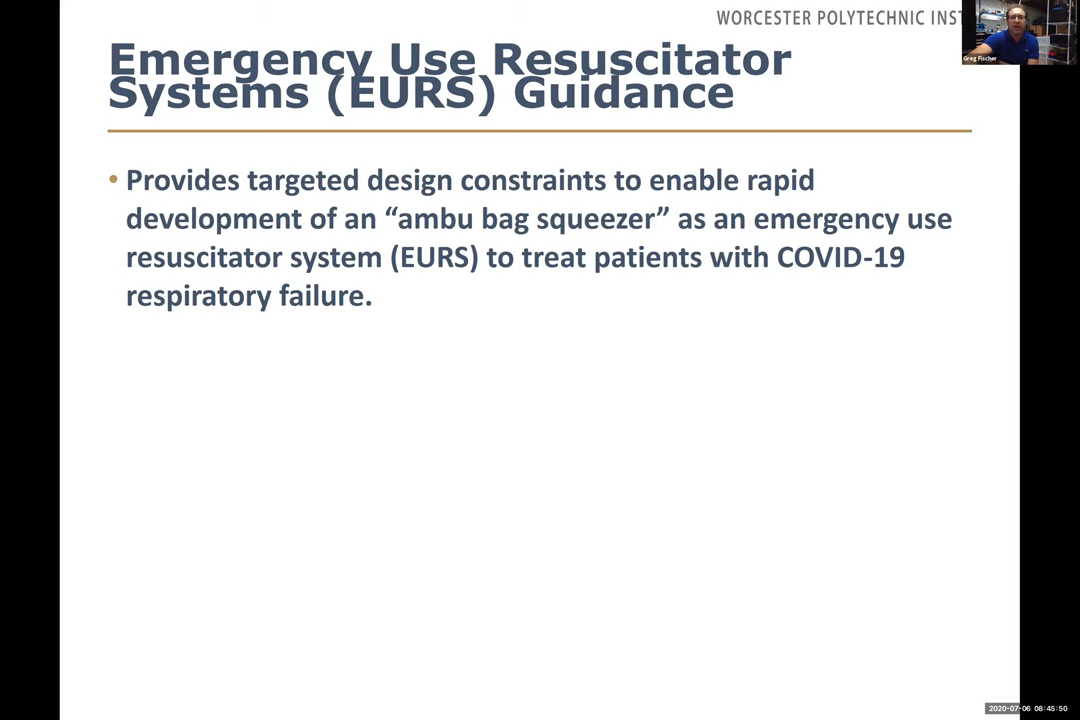 WORCESTER POLYTECHNIC INST
Greg Fischer
Emergency Use Resuscitator
Systems (EURS) Guidance
• Provides targeted design constraints to enable rapid
development of an “ambu bag squeezer” as an emergency use
resuscitator system (EURS) to treat patients with COVID-19
respiratory failure.
2020-07-06 08:45:50